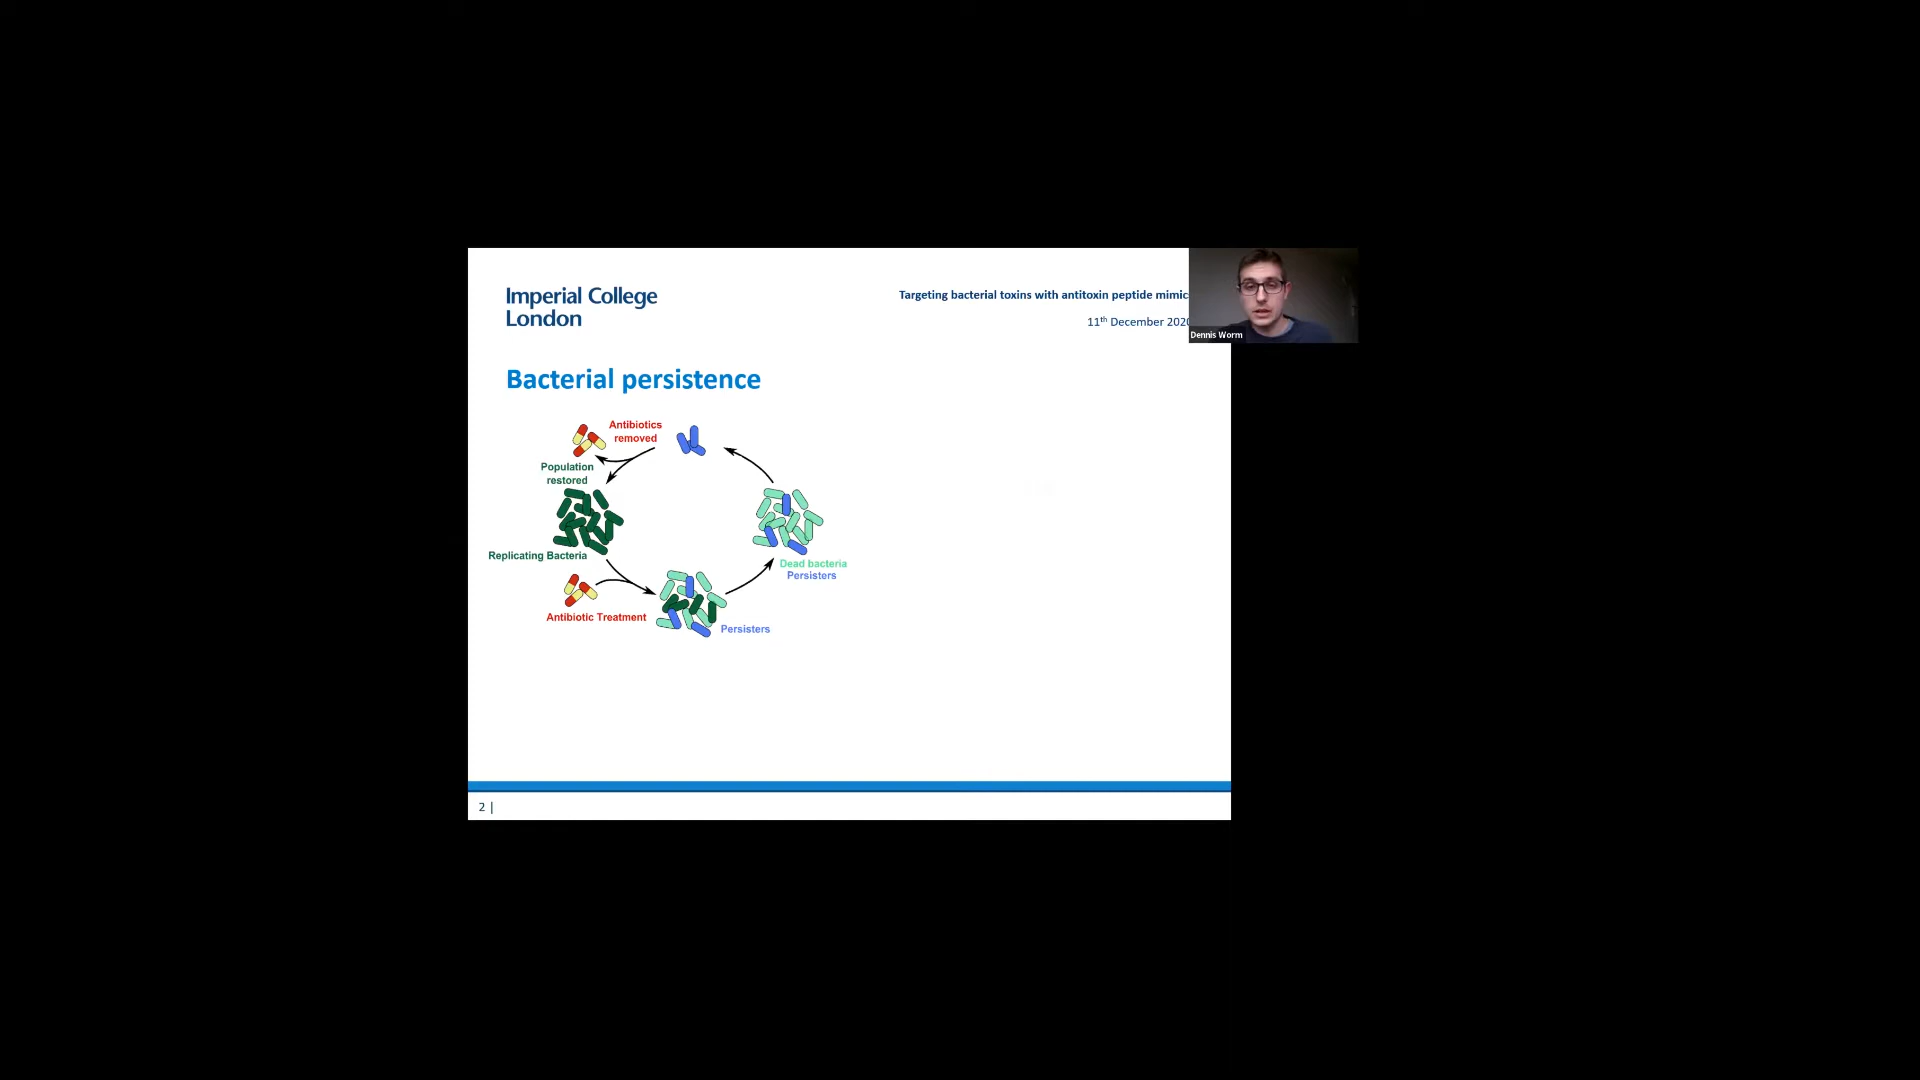 Imperial College
London
Targeting bacterial toxins with antitoxin peptide mimic
11th December 2020
Dennis Worm
Bacterial persistence
Antibiotics
removed
Population
restored
Replicating Bacteria
Antibiotic Treatment
Persisters
Dead bacteria
Persisters
2 |